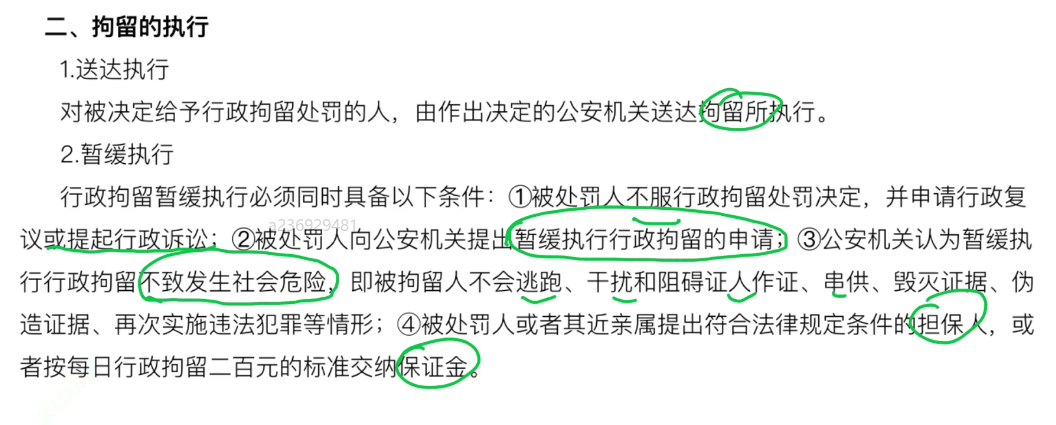 二、拘留的执行
1.送达执行
对被决定给予行政拘留处罚的人，由作出决定的公安机关送达拘留所执行。
2.暂缓执行
行政拘留暂缓执行必须同时具备以下条件：①被处罚人不服行政拘留处罚决定，并申请行政复
a236929481
议或提起行政诉讼；②被处罚人向公安机关提出暂缓执行行政拘留的申请；③公安机关认为暂缓执
行行政拘留不致发生社会危险，即被拘留人不会逃跑、干扰和阻碍证人作证、串供、毁灭证据、伪
造证据、再次实施违法犯罪等情形；④被处罚人或者其近亲属提出符合法律规定条件的担保人，或
者按每日行政拘留二百元的标准交纳保证金。